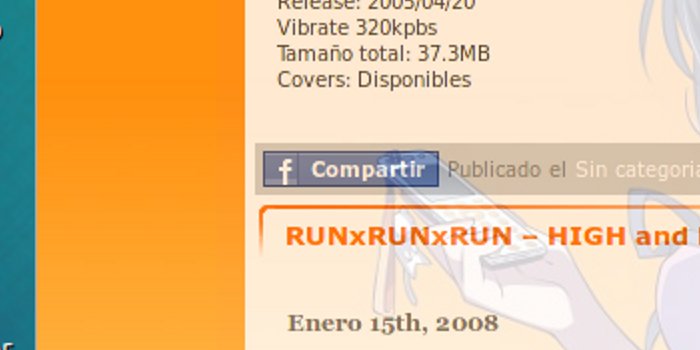 Release: 2005/04/20
Vibrate 320kpbs
Tamaño total: 37.3MB
Covers: Disponibles
f Compartir Publicado el Sin categoria
RUNxRUNxRUN – HIGH and
Enero 15th, 2008